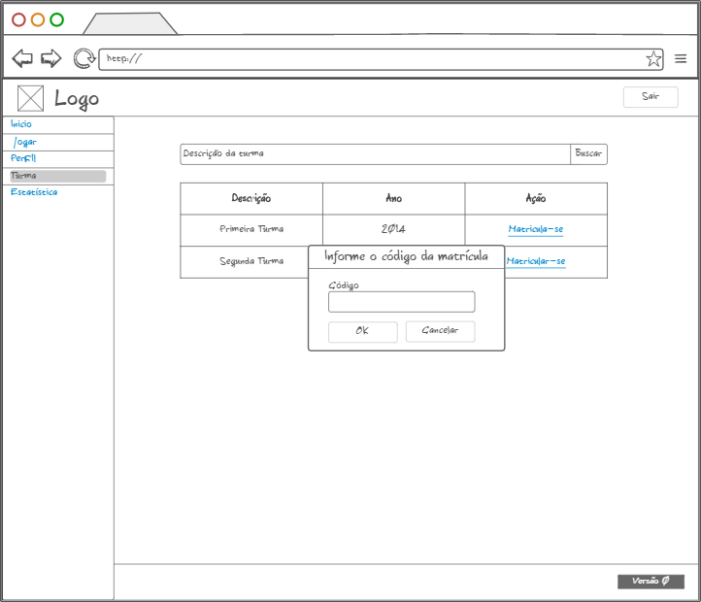 http://
Logo
Sair
Início
Jogar
Perfil
Turma
Estatística
Descrição da turma
Buscar
Descrição Ano Ação
Primeira Turma 2014 Matricula-se
Segunda Turma Matricular-se
Informe o código da matrícula
Código
OK Cancelar
Versão 0